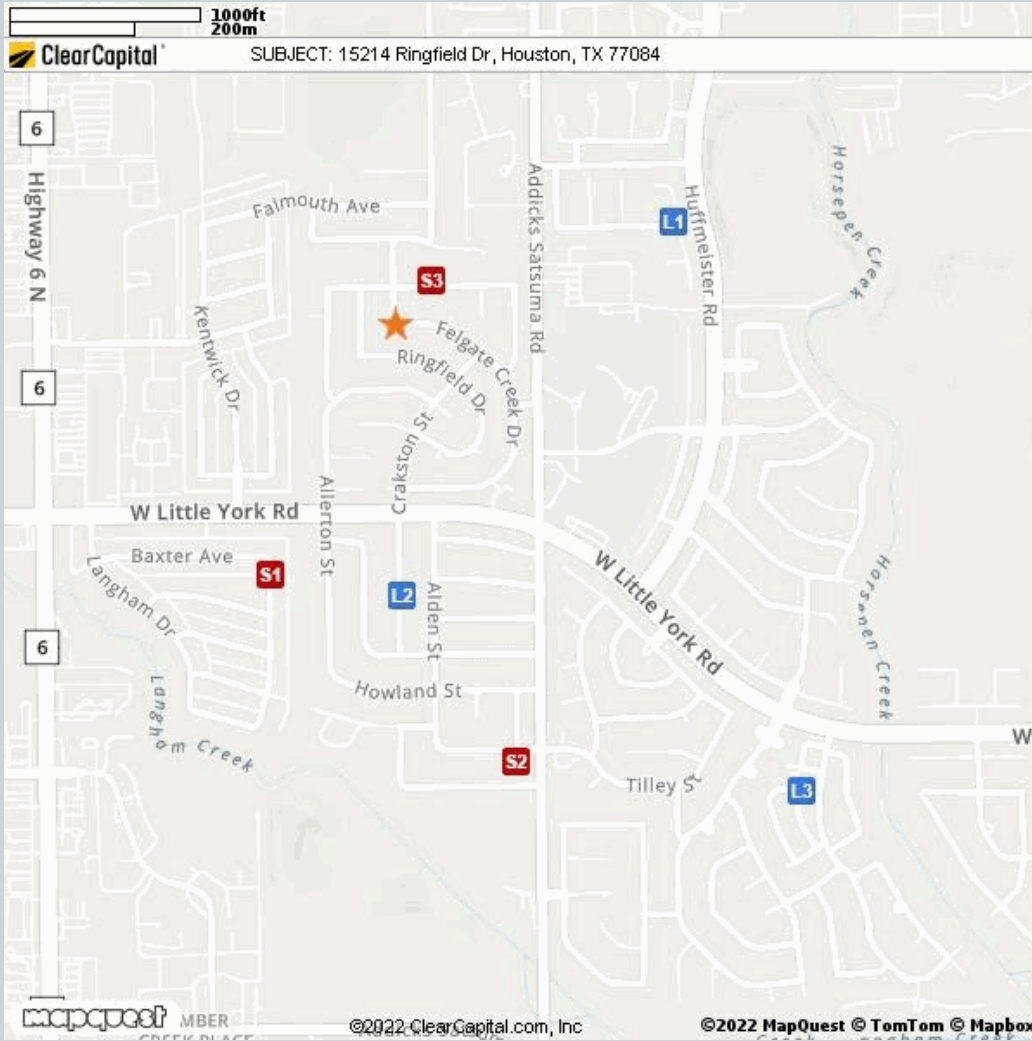 1000ft
200m
ClearCapital
SUBJECT: 15214 Ringfield Dr, Houston, TX 77084
6
Highway 6 N
Falmouth Ave
Addicks Satsuma Rd
L1
Huffmeister Rd
Horsepen Creek
S3
Kentwick Dr
Felgate Creek Dr
Ringfield Dr
6
Crakston St
Allerton St
W Little York Rd
Baxter Ave
S1
Langham Dr
L2
Alden St
W Little York Rd
Horsepen Creek
6
Howland St
Langham Creek
S2
Tilley S
L3
W
mapquest
MBER
CREEK PLACE
©2022 ClearCapital.com, Inc
©2022 MapQuest © TomTom © Mapbox